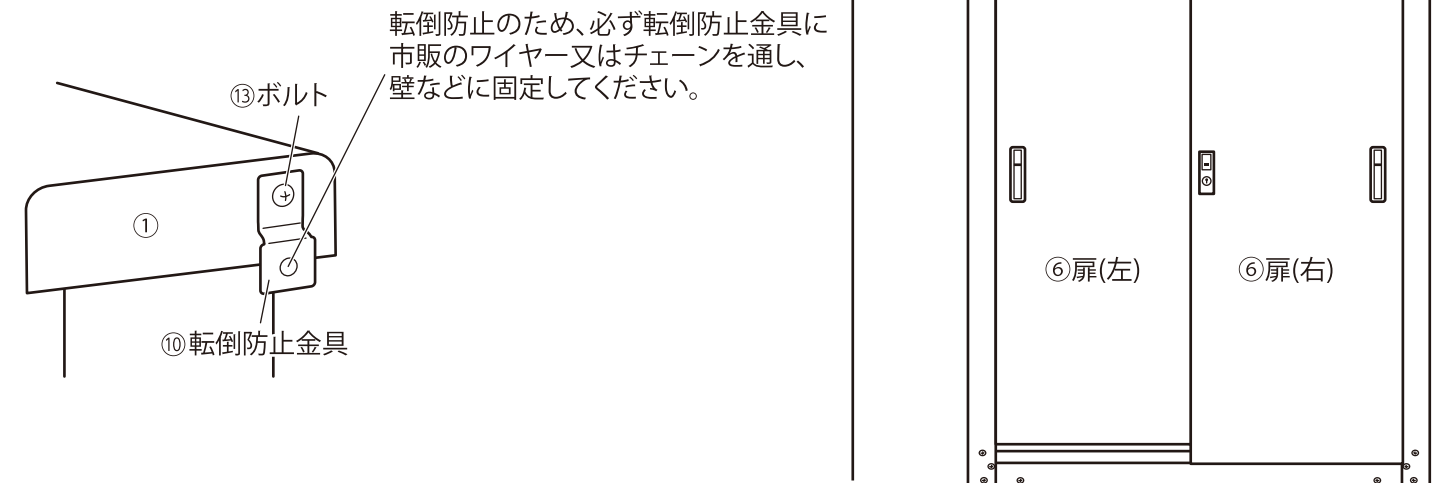 転倒防止のため、必ず転倒防止金具に
市販のワイヤー又はチェーンを通し、
壁などに固定してください。
⑬ボルト
①
⑩転倒防止金具
⑥扉(左)
⑥扉(右)